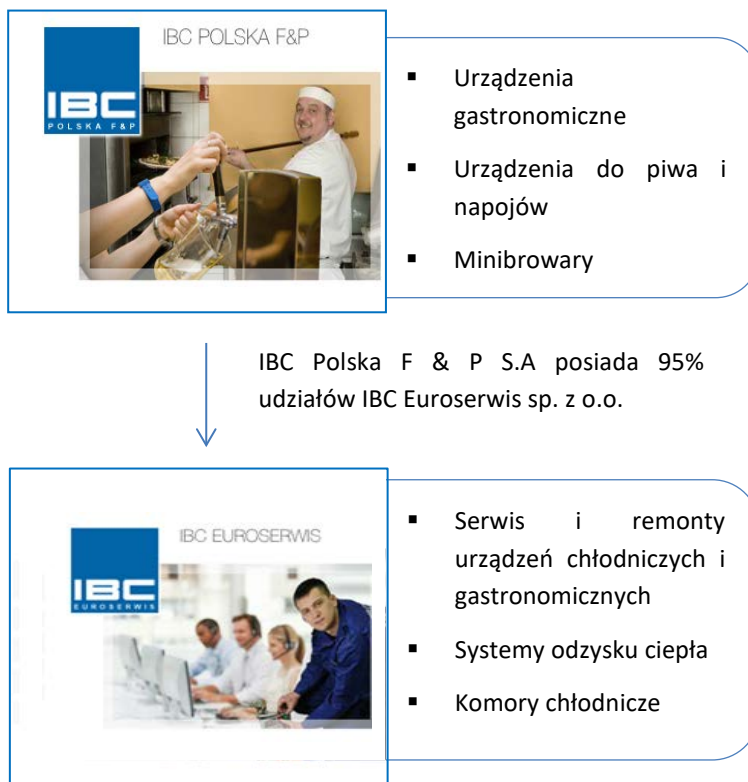 IBC POLSKA F&P
IBC
POLSKA F&P
▪ Urządzenia
gastronomiczne
▪ Urządzenia do piwa i
napojów
▪ Minibrowary
IBC Polska F & P S.A posiada 95%
udziałów IBC Euroserwis sp. z o.o.
IBC EUROSERWIS
IBC
EUROSERWIS
▪ Serwis i remonty
urządzeń chłodniczych i
gastronomicznych
▪ Systemy odzysku ciepła
▪ Komory chłodnicze